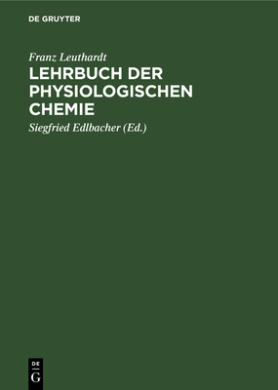 DE GRUYTER
Franz Leuthardt
LEHRBUCH DER
PHYSIOLOGISCHEN
CHEMIE
Siegfried Edlbacher (Ed.)
DE
G